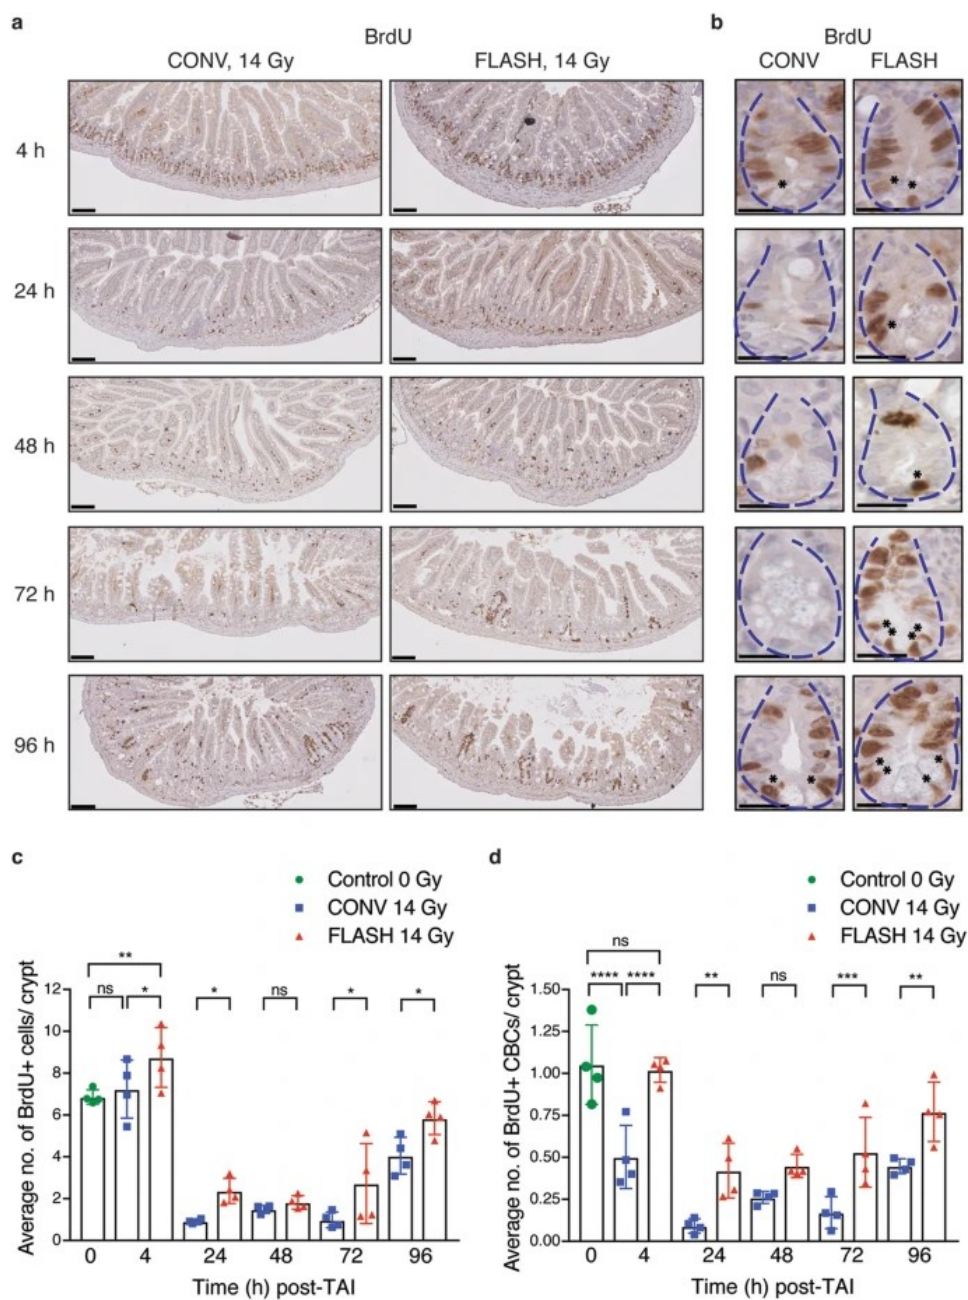 a
BrdU
CONV, 14 Gy
FLASH, 14 Gy
4 h
24 h
48 h
72 h
96 h
b
BrdU
CONV
FLASH
*
* *
*
*
** **
* *
** **
c
Control 0 Gy
CONV 14 Gy
FLASH 14 Gy
**
ns
*
*
ns
*
*
Average no. of BrdU+ cells/ crypt
12
10
8
6
4
2
0
0 4 24 48 72 96
Time (h) post-TAI
d
Control 0 Gy
CONV 14 Gy
FLASH 14 Gy
ns
****
****
**
ns
***
**
Average no. of BrdU+ CBCs/ crypt
1.50
1.25
1.00
0.75
0.50
0.25
0.00
0 4 24 48 72 96
Time (h) post-TAI